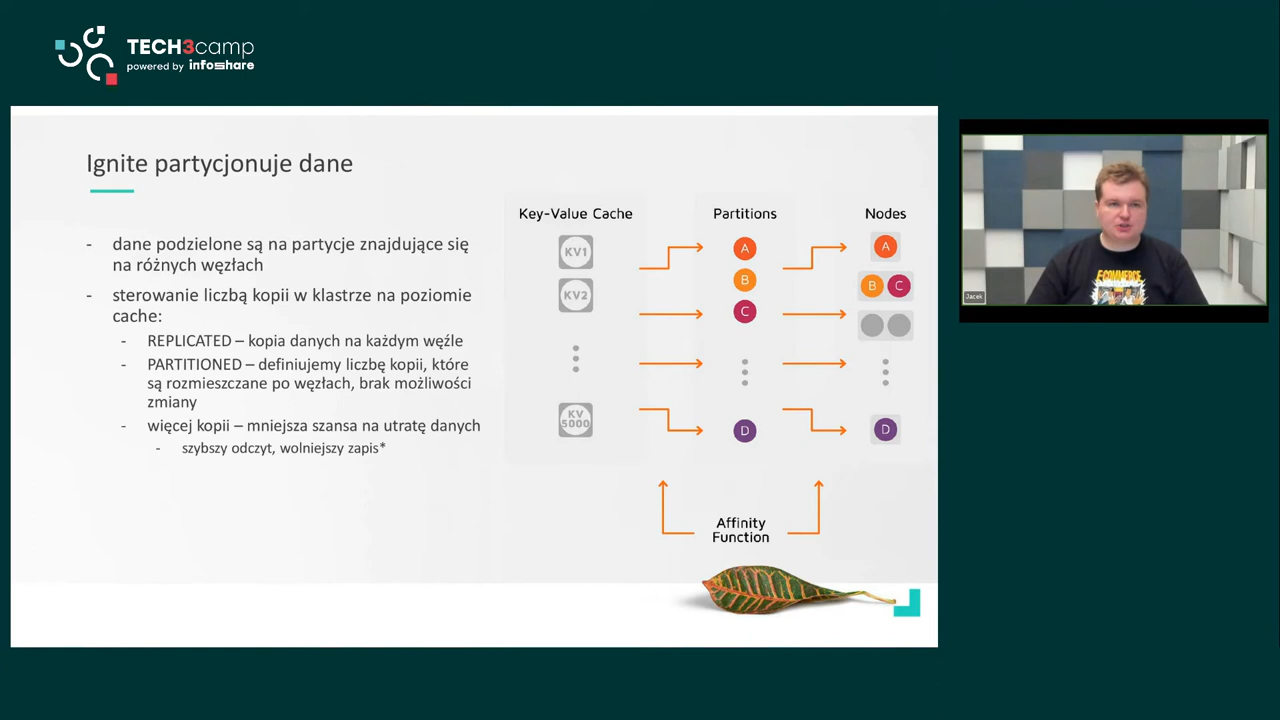 TECH3camp
powered by infoshare
Ignite partycjonuje dane
- dane podzielone są na partycje znajdujące się
na różnych węzłach
- sterowanie liczbą kopii w klastrze na poziomie
cache:
- REPLICATED – kopia danych na każdym węźle
- PARTITIONED – definiujemy liczbę kopii, które
są rozmieszczane po węzłach, brak możliwości
zmiany
- więcej kopii – mniejsza szansa na utratę danych
- szybszy odczyt, wolniejszy zapis*
Key-Value Cache
KV1
KV2
KV
5000
Partitions
A
B
C
D
Nodes
A
B C
D
Affinity
Function
Jacek
E-COMMERCE